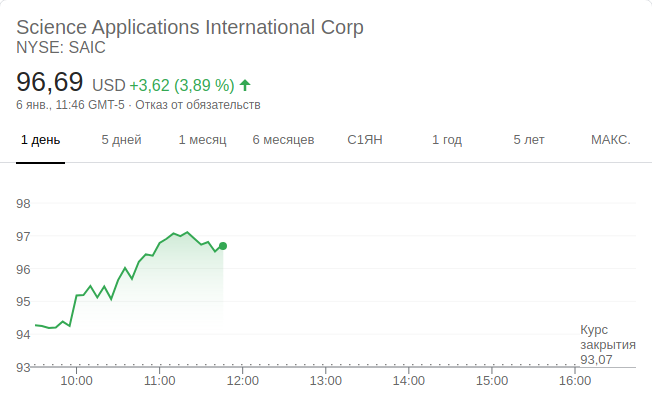 Science Applications International Corp
NYSE: SAIC
96,69 USD +3,62 (3,89 %)
6 янв., 11:46 GMT-5 · Отказ от обязательств
1 день 5 дней 1 месяц 6 месяцев С1ЯН 1 год 5 лет МАКС.
98
97
96
95
94
93
Курс
закрытия
93,07
10:00 11:00 12:00 13:00 14:00 15:00 16:00